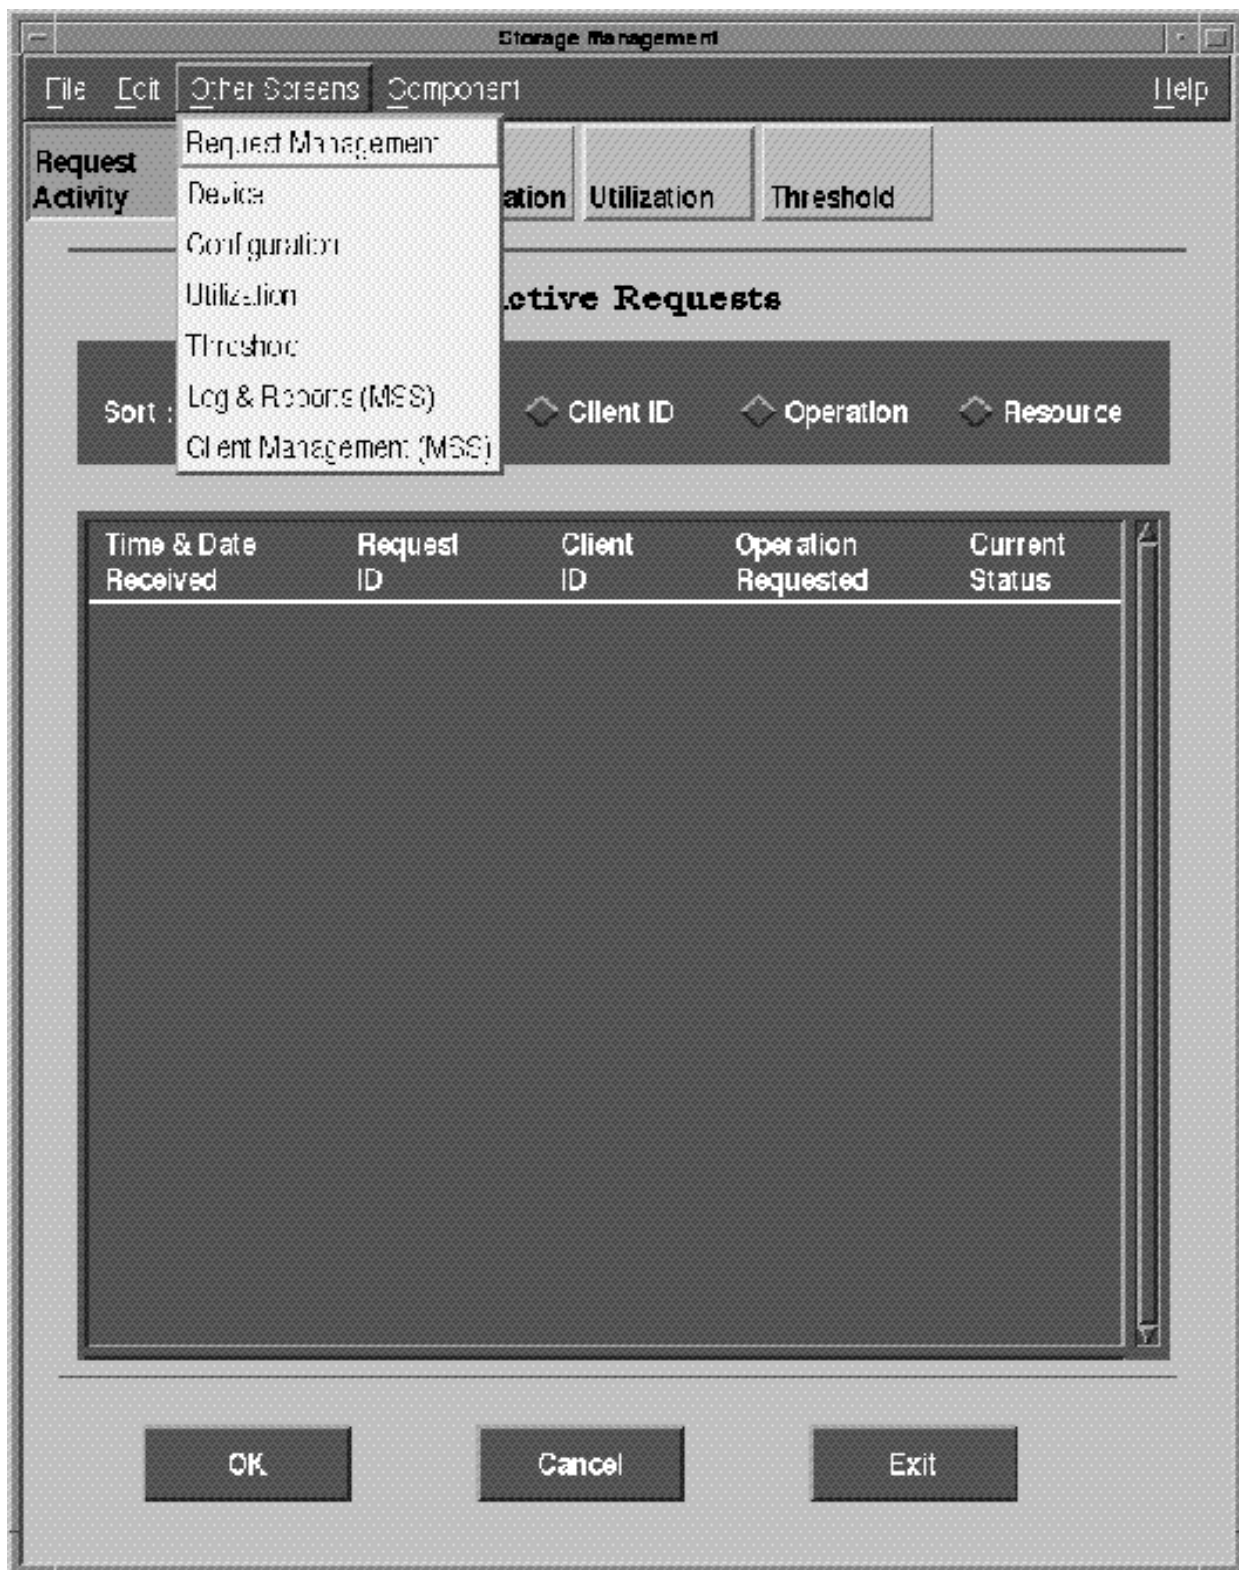 Storage Management
File Edit Other Screens Component Help
Request Management
Device
Configuration
Utilization
Threshold
Log & Reports (MSS)
Client Management (MSS)
Request
Activity
ation Utilization Threshold
ctive Requests
Sort : Client ID Operation Resource
Time & Date Request Client Operation Current
Received ID ID Requested Status
OK Cancel Exit